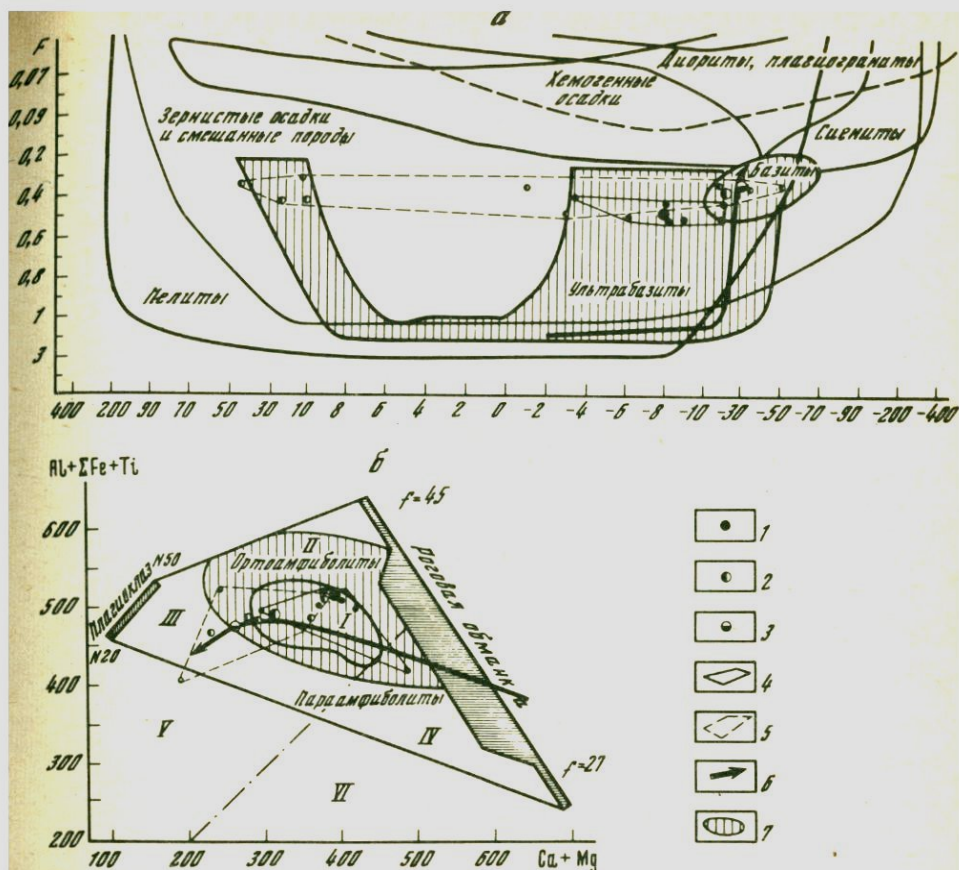 а
F
0,07
0,09
0,2
0,4
0,6
0,8
1
3
Диориты, плагиограниты
Хемогенные
осадки
Зернистые осадки
и смешанные породы
Сиениты
Базиты
Пелиты
Ультрабазиты
400 200 90 70 50 30 10 8 6 4 2 0 -2 -4 -6 -8 -10 -30 -50 -70 -90 -200 -400
Al+ΣFe+Ti
б
f=45
600
500
400
300
200
II
Ортоамфиболиты
N50
Плагиоклаз
N20
III
I
Роговая обманк
Параамфиболиты
V
IV
VI
f=27
100 200 300 400 500 600 Ca+Mg
1
2
3
4
5
6
7